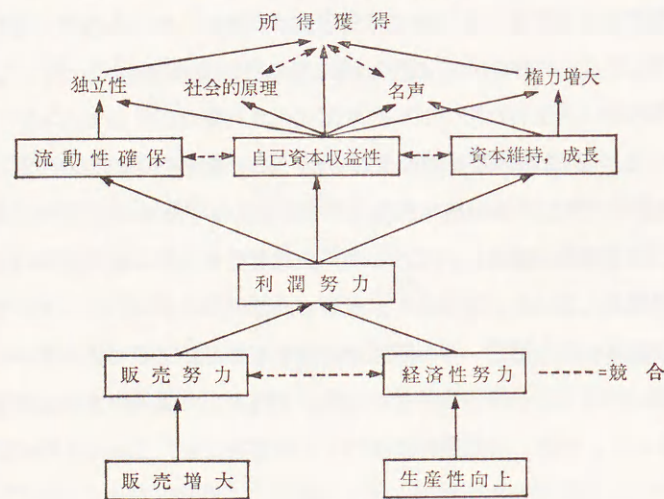 所得獲得
独立性 社会的原理 名声 権力増大
流動性確保 自己資本収益性 資本維持，成長
利潤努力
販売努力 経済性努力 =競合
販売増大 生産性向上